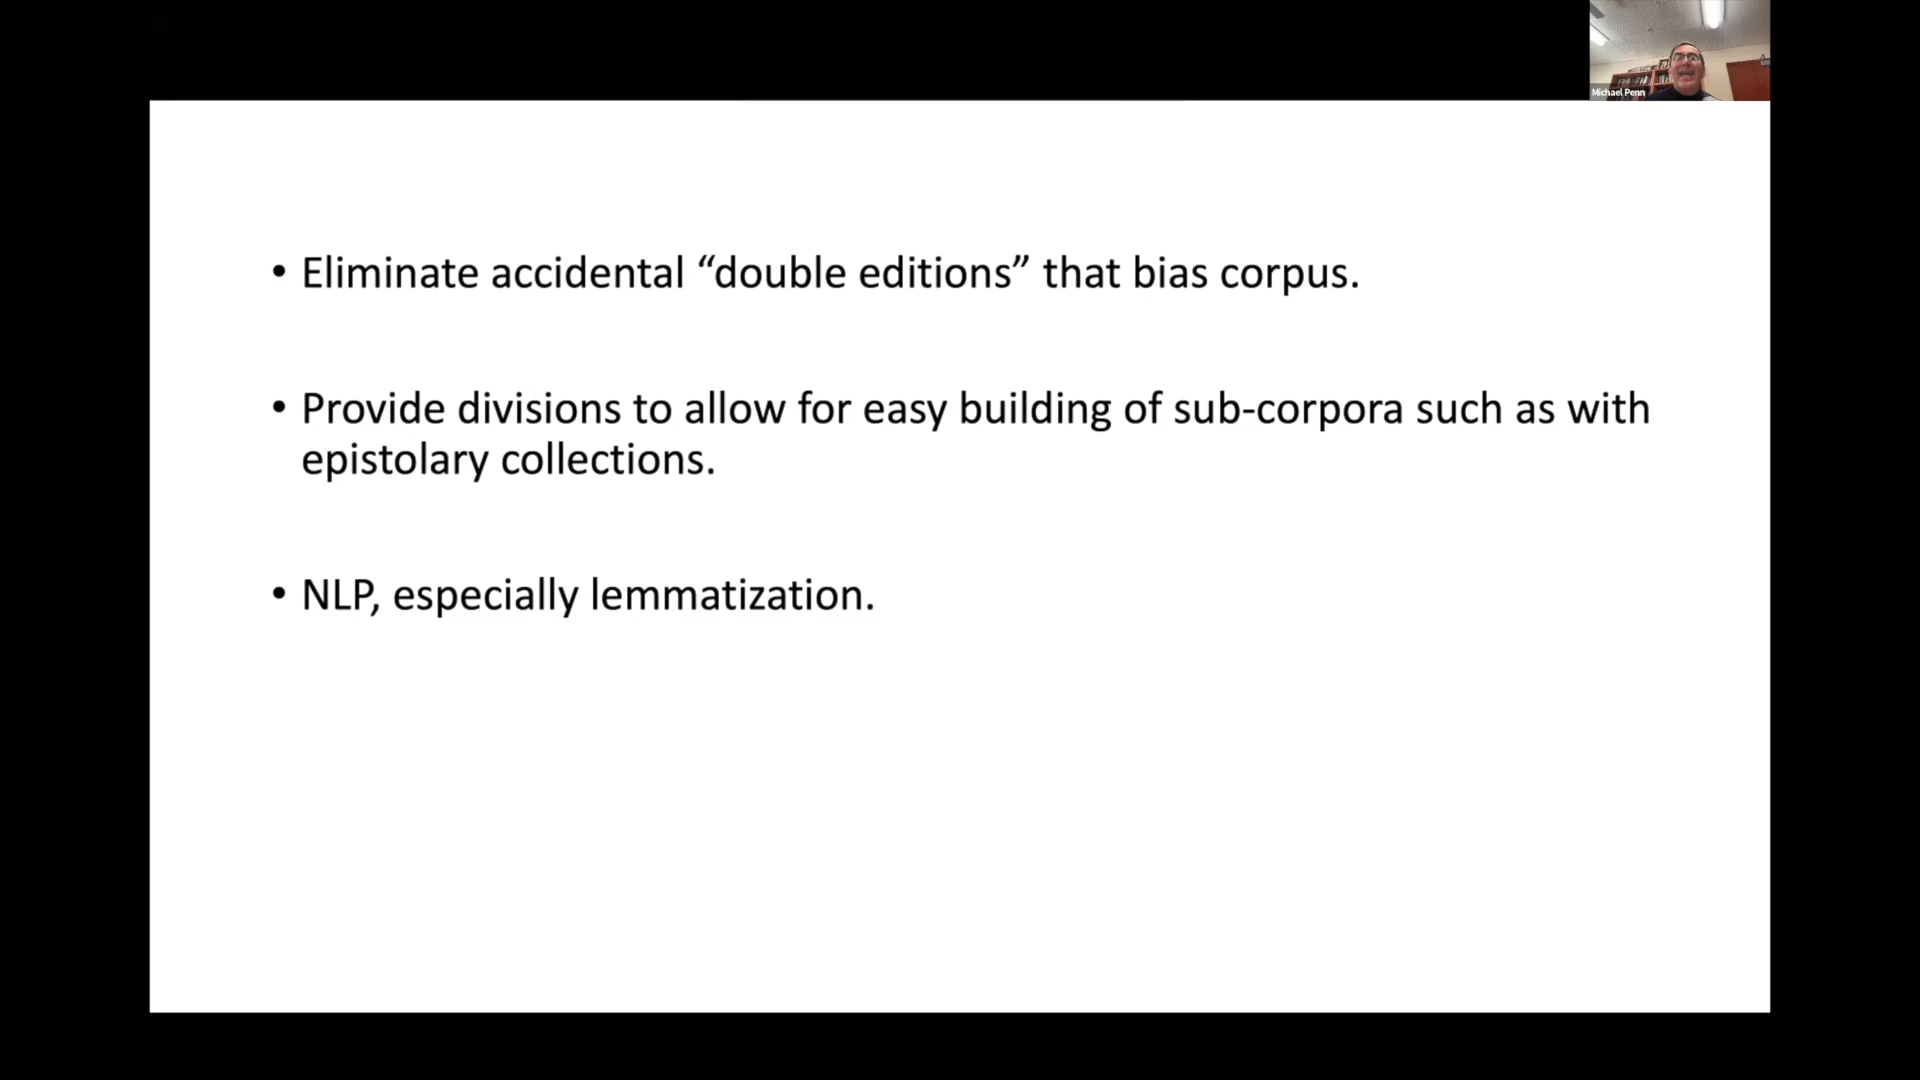 Michael Penn
• Eliminate accidental “double editions” that bias corpus.
• Provide divisions to allow for easy building of sub-corpora such as with
epistolary collections.
• NLP, especially lemmatization.